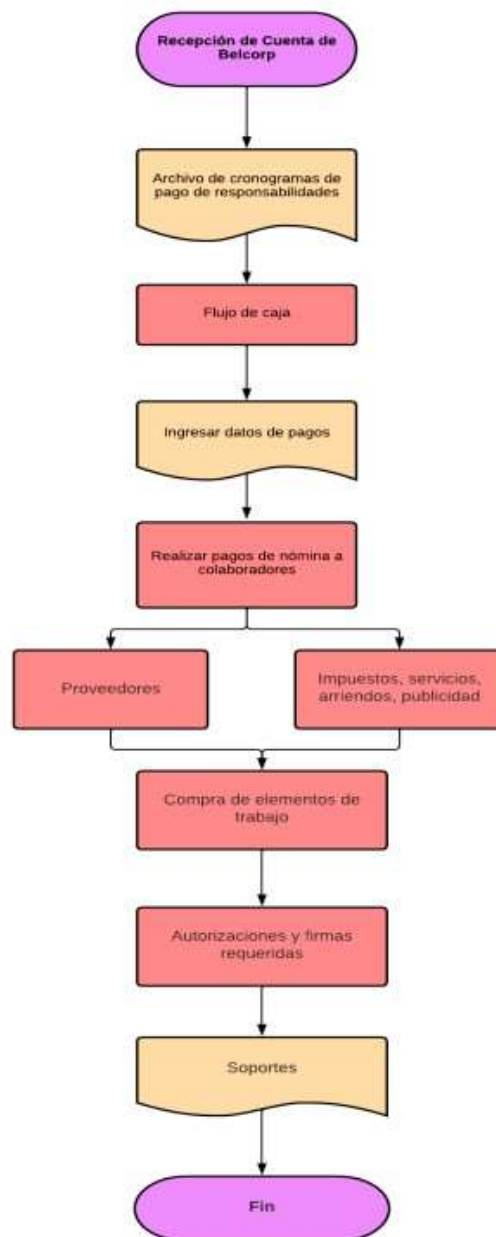 Recepción de Cuenta de
Belcorp
Archivo de cronogramas de
pago de responsabilidades
Flujo de caja
Ingresar datos de pagos
Realizar pagos de nómina a
colaboradores
Proveedores
Impuestos, servicios,
arriendos, publicidad
Compra de elementos de
trabajo
Autorizaciones y firmas
requeridas
Soportes
Fin